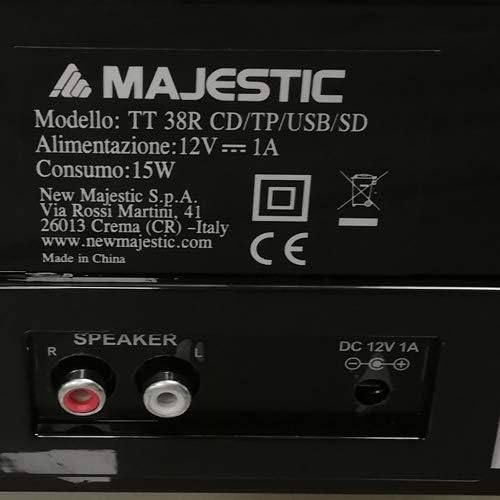 MAJESTIC
Modello: TT 38R CD/TP/USB/SD
Alimentazione:12V⎓ 1A
Consumo:15W
New Majestic S.p.A.
Via Rossi Martini, 41
26013 Crema (CR) –Italy
www.newmajestic.com
Made in China
CE
SPEAKER
R L
DC 12V 1A